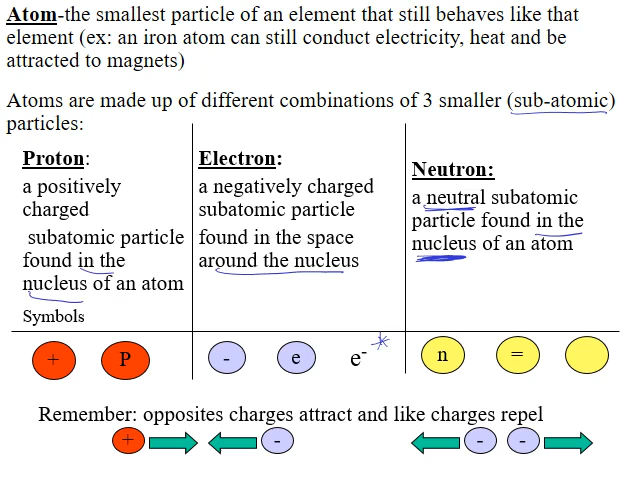 Atom-the smallest particle of an element that still behaves like that
element (ex: an iron atom can still conduct electricity, heat and be
attracted to magnets)
Atoms are made up of different combinations of 3 smaller (sub-atomic)
particles:
Proton:
a positively
charged
subatomic particle
found in the
nucleus of an atom
Electron:
a negatively charged
subatomic particle
found in the space
around the nucleus
Neutron:
a neutral subatomic
particle found in the
nucleus of an atom
Symbols
+ P - e e⁻ * n =
Remember: opposites charges attract and like charges repel
+ - - -